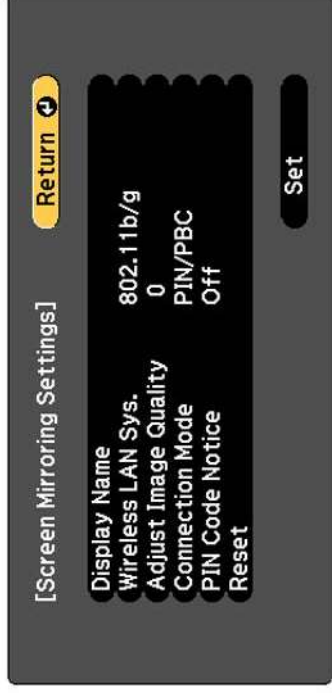 [Screen Mirroring Settings]
Return
Display Name
Wireless LAN Sys. 802.11b/g
Adjust Image Quality 0
Connection Mode PIN/PBC
PIN Code Notice Off
Reset
Set